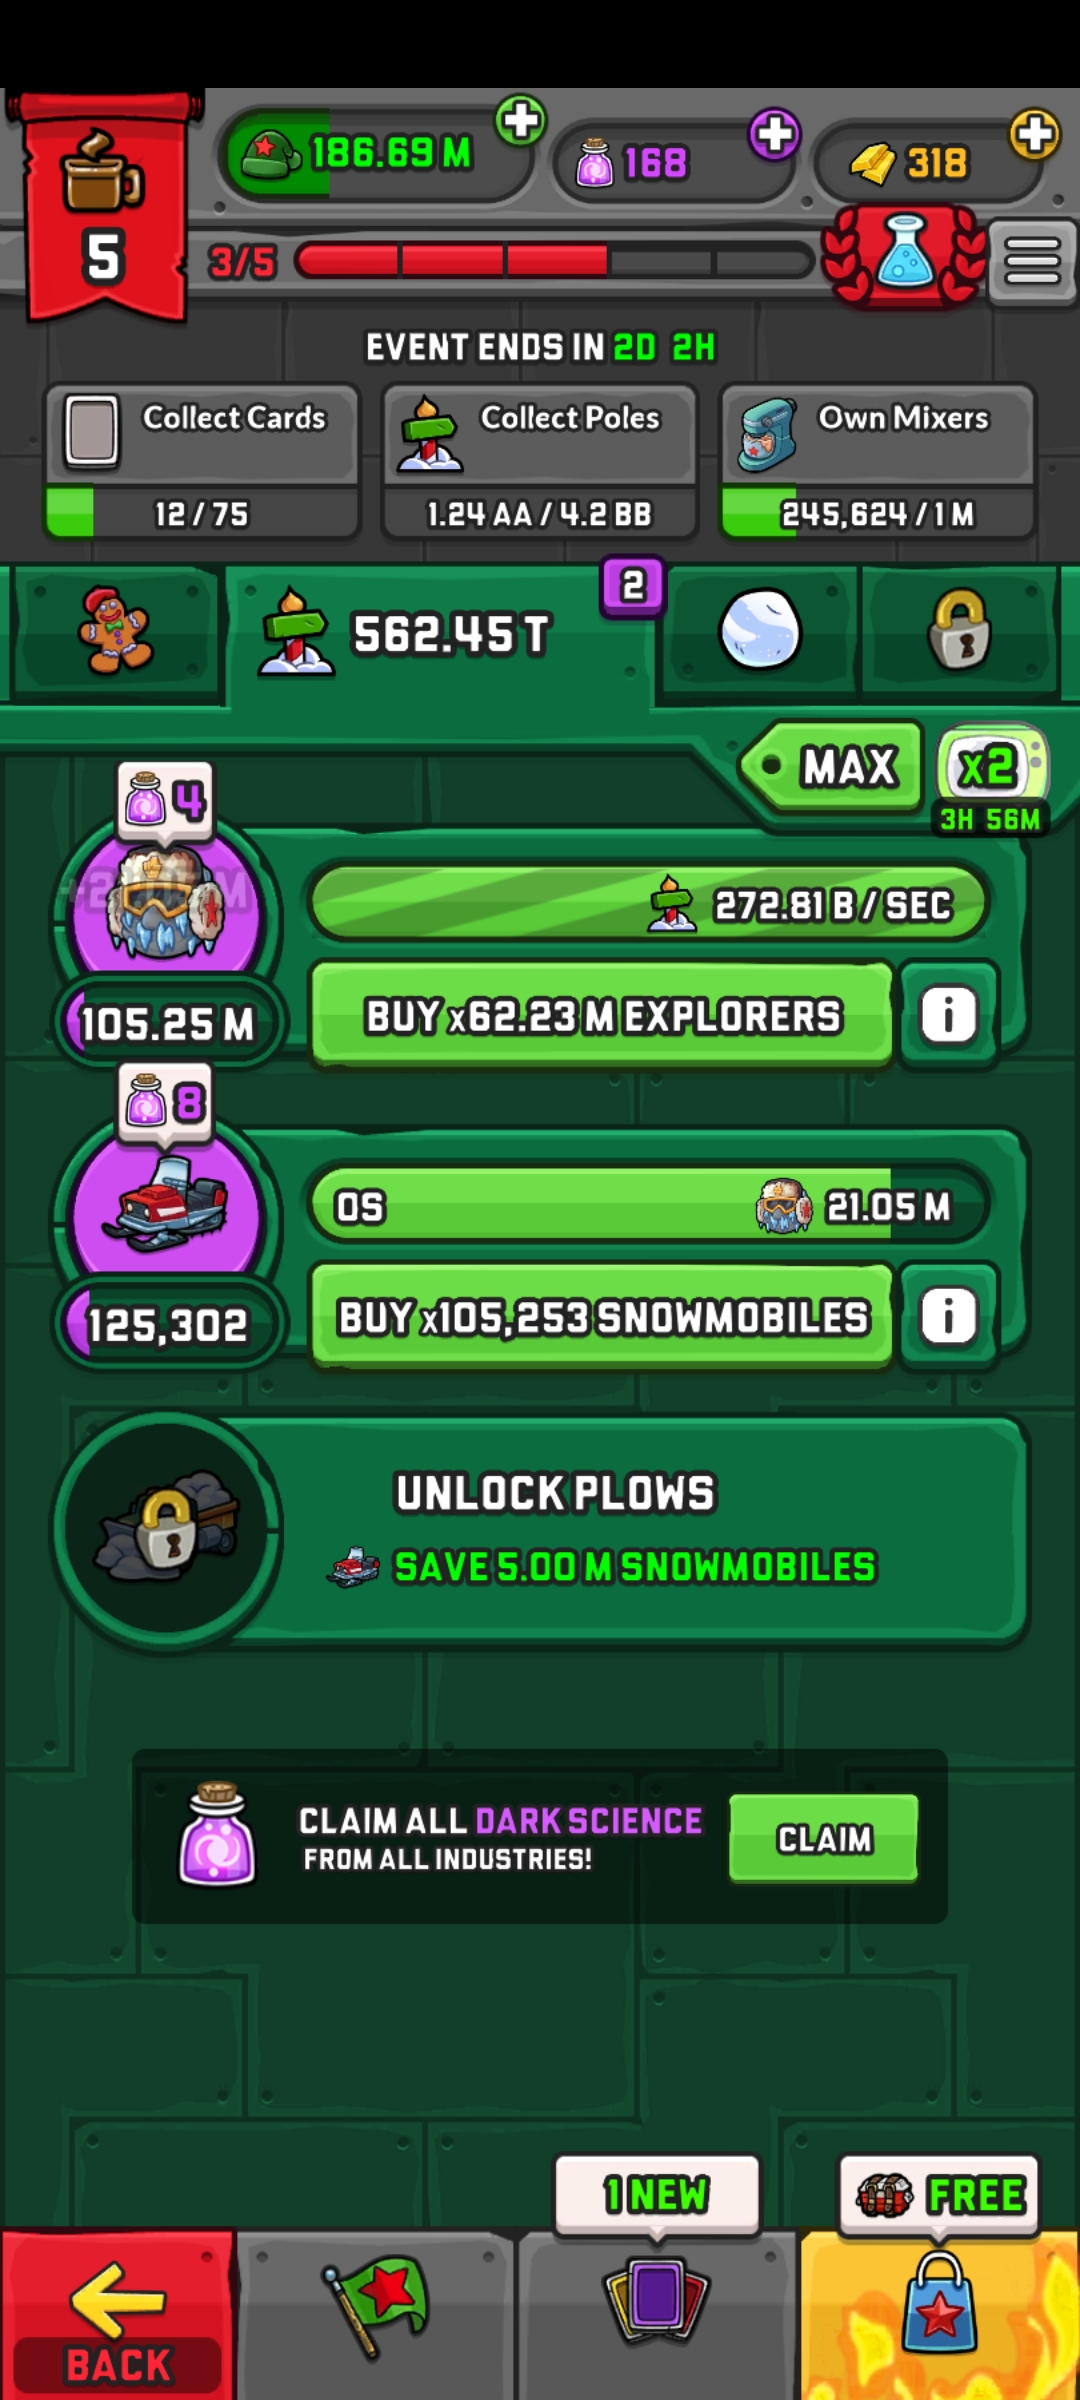 186.69 M
168
318
5
3/5
EVENT ENDS IN 2D 2H
Collect Cards
12 / 75
Collect Poles
1.24 AA / 4.2 BB
Own Mixers
245,624 / 1 M
562.45 T
2
MAX
x2
3H 56M
4
272.81 B / SEC
105.25 M
BUY x62.23 M EXPLORERS
i
8
0S
21.05 M
125,302
BUY x105,253 SNOWMOBILES
i
UNLOCK PLOWS
SAVE 5.00 M SNOWMOBILES
CLAIM ALL DARK SCIENCE
FROM ALL INDUSTRIES!
CLAIM
1 NEW
FREE
BACK